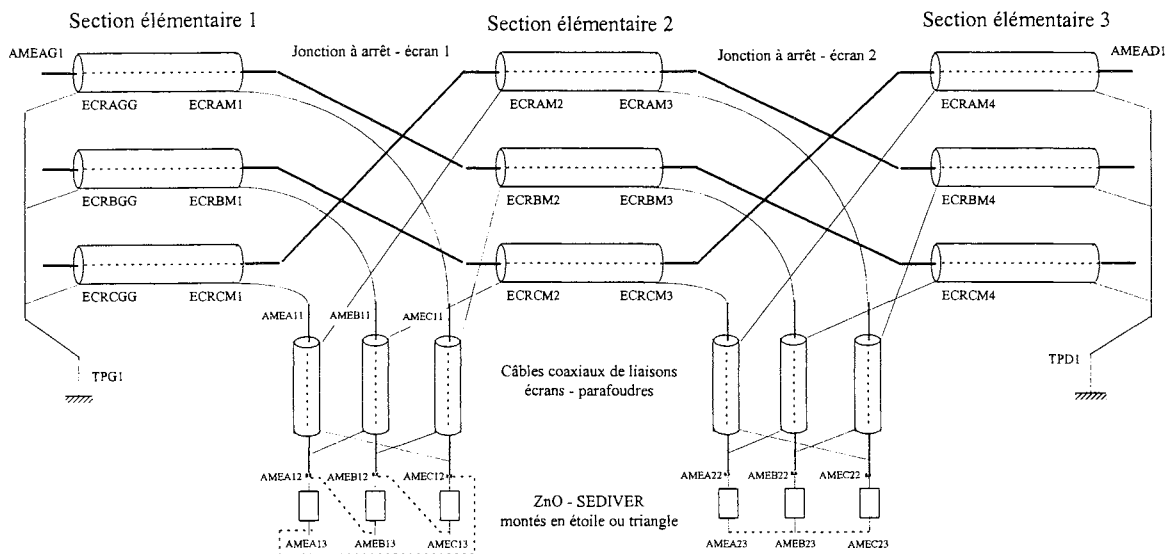 Section élémentaire 1
Section élémentaire 2
Section élémentaire 3
AMEAG1
Jonction à arrêt - écran 1
Jonction à arrêt - écran 2
AMEAD1
ECRAGG
ECRAM1
ECRAM2
ECRAM3
ECRAM4
ECRBGG
ECRBM1
ECRBM2
ECRBM3
ECRBM4
ECRCGG
ECRCM1
ECRCM2
ECRCM3
ECRCM4
AMEA11
AMEB11
AMEC11
TPG1
Câbles coaxiaux de liaisons
écrans - parafoudres
TPD1
AMEA12
AMEB12
AMEC12
AMEA22
AMEB22
AMEC22
ZnO - SEDIVER
montés en étoile ou triangle
AMEA13
AMEB13
AMEC13
AMEA23
AMEB23
AMEC23